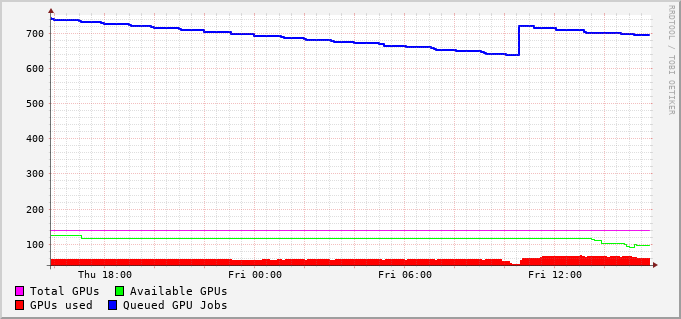 RRDTOOL / TOBI OETIKER
700
600
500
400
300
200
100
Thu 18:00 Fri 00:00 Fri 06:00 Fri 12:00
Total GPUs Available GPUs
GPUs used Queued GPU Jobs